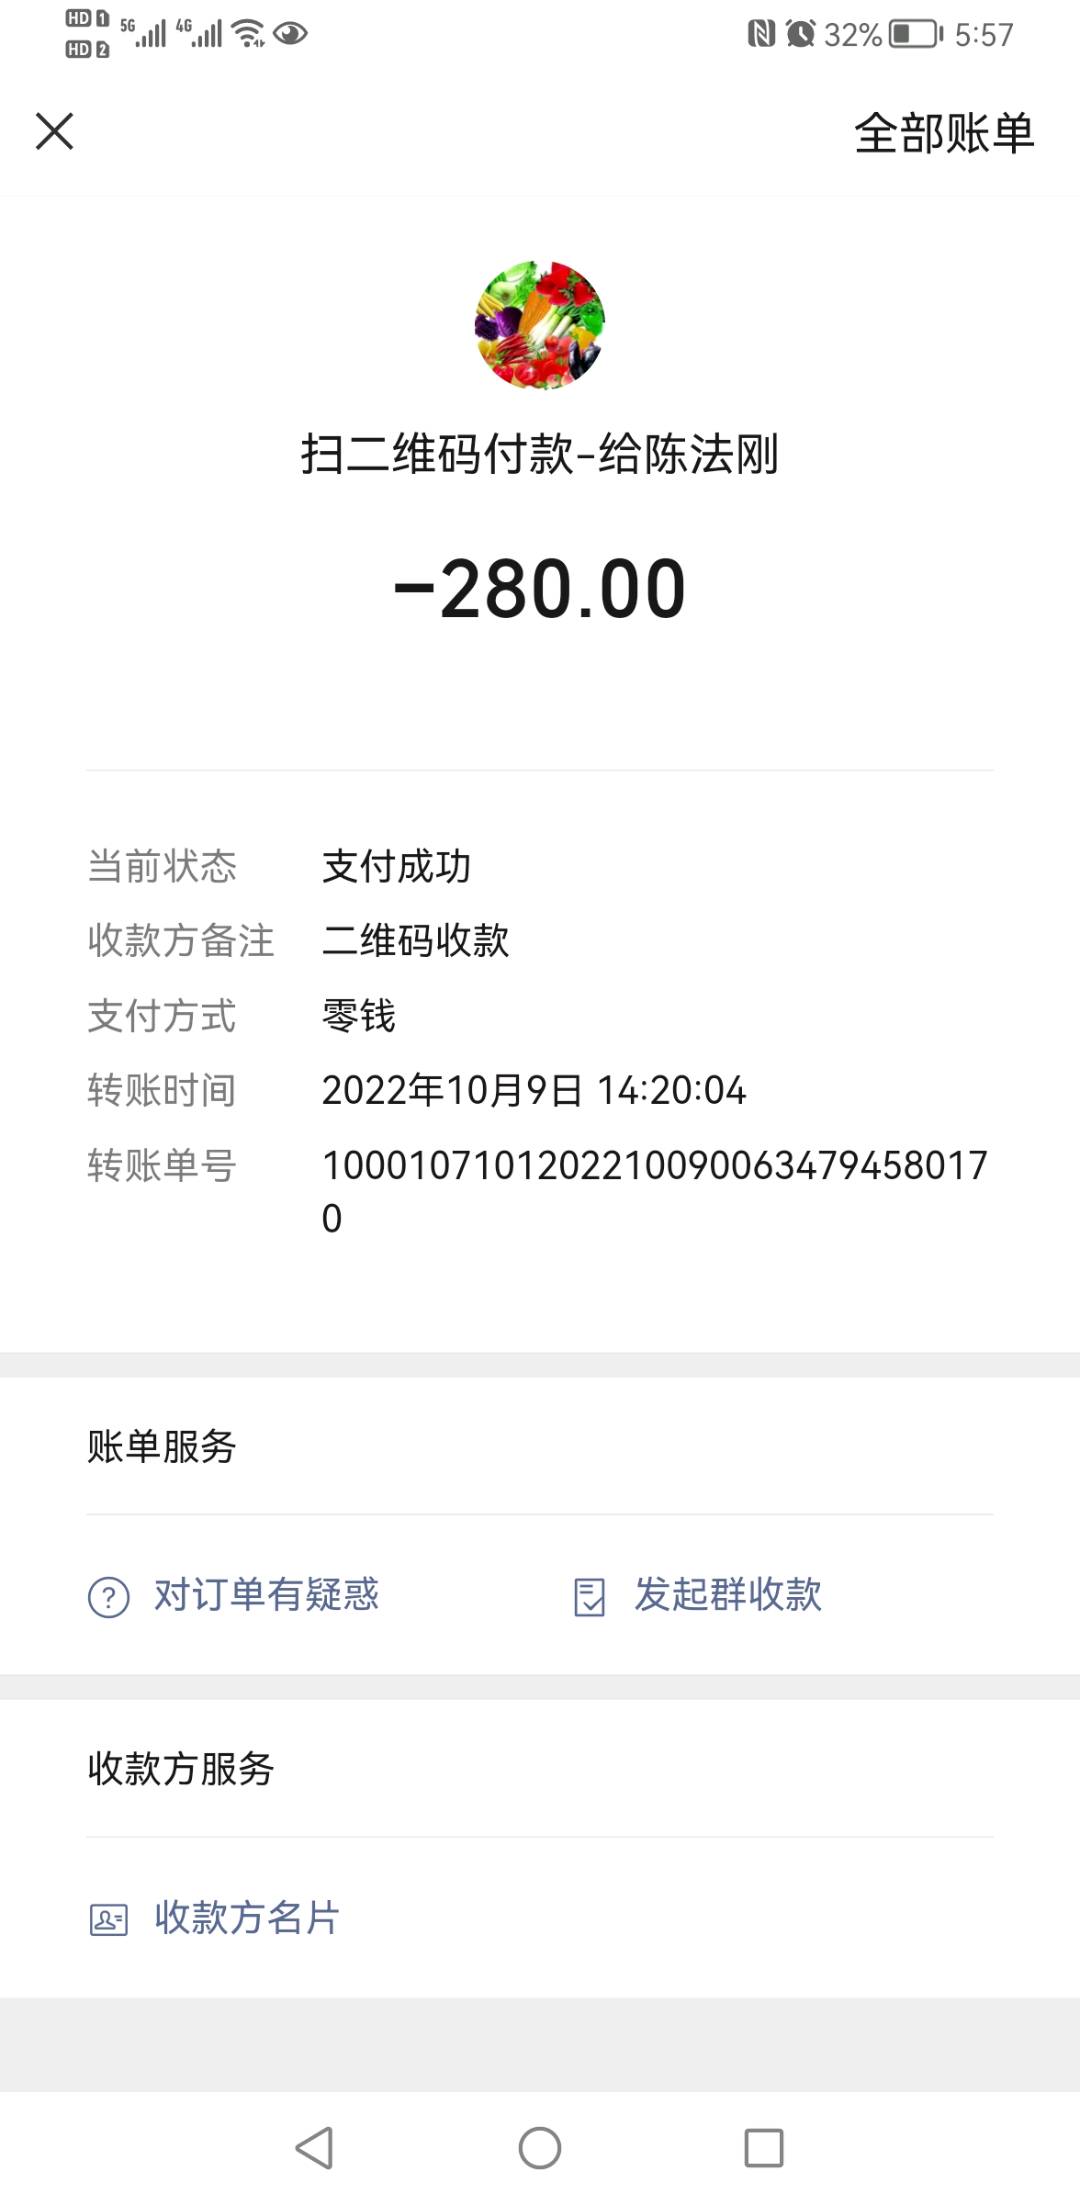 HD 1 5G 4G 32% 5:57
HD 2
全部账单
扫二维码付款-给陈法刚
-280.00
当前状态 支付成功
收款方备注 二维码收款
支付方式 零钱
转账时间 2022年10月9日 14:20:04
转账单号 1000107101202210090063479458017
0
账单服务
对订单有疑惑 发起群收款
收款方服务
收款方名片